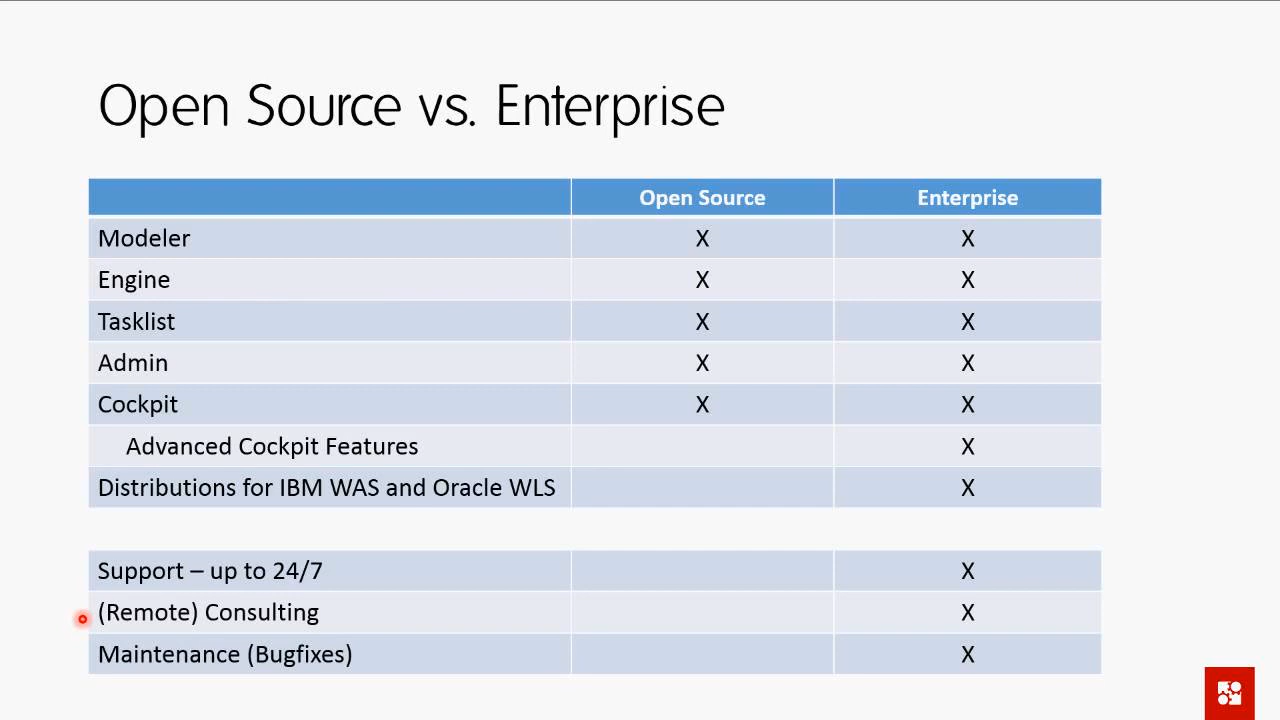 Open Source vs. Enterprise
Open Source Enterprise
Modeler X X
Engine X X
Tasklist X X
Admin X X
Cockpit X X
Advanced Cockpit Features X
Distributions for IBM WAS and Oracle WLS X
Support – up to 24/7 X
(Remote) Consulting X
Maintenance (Bugfixes) X